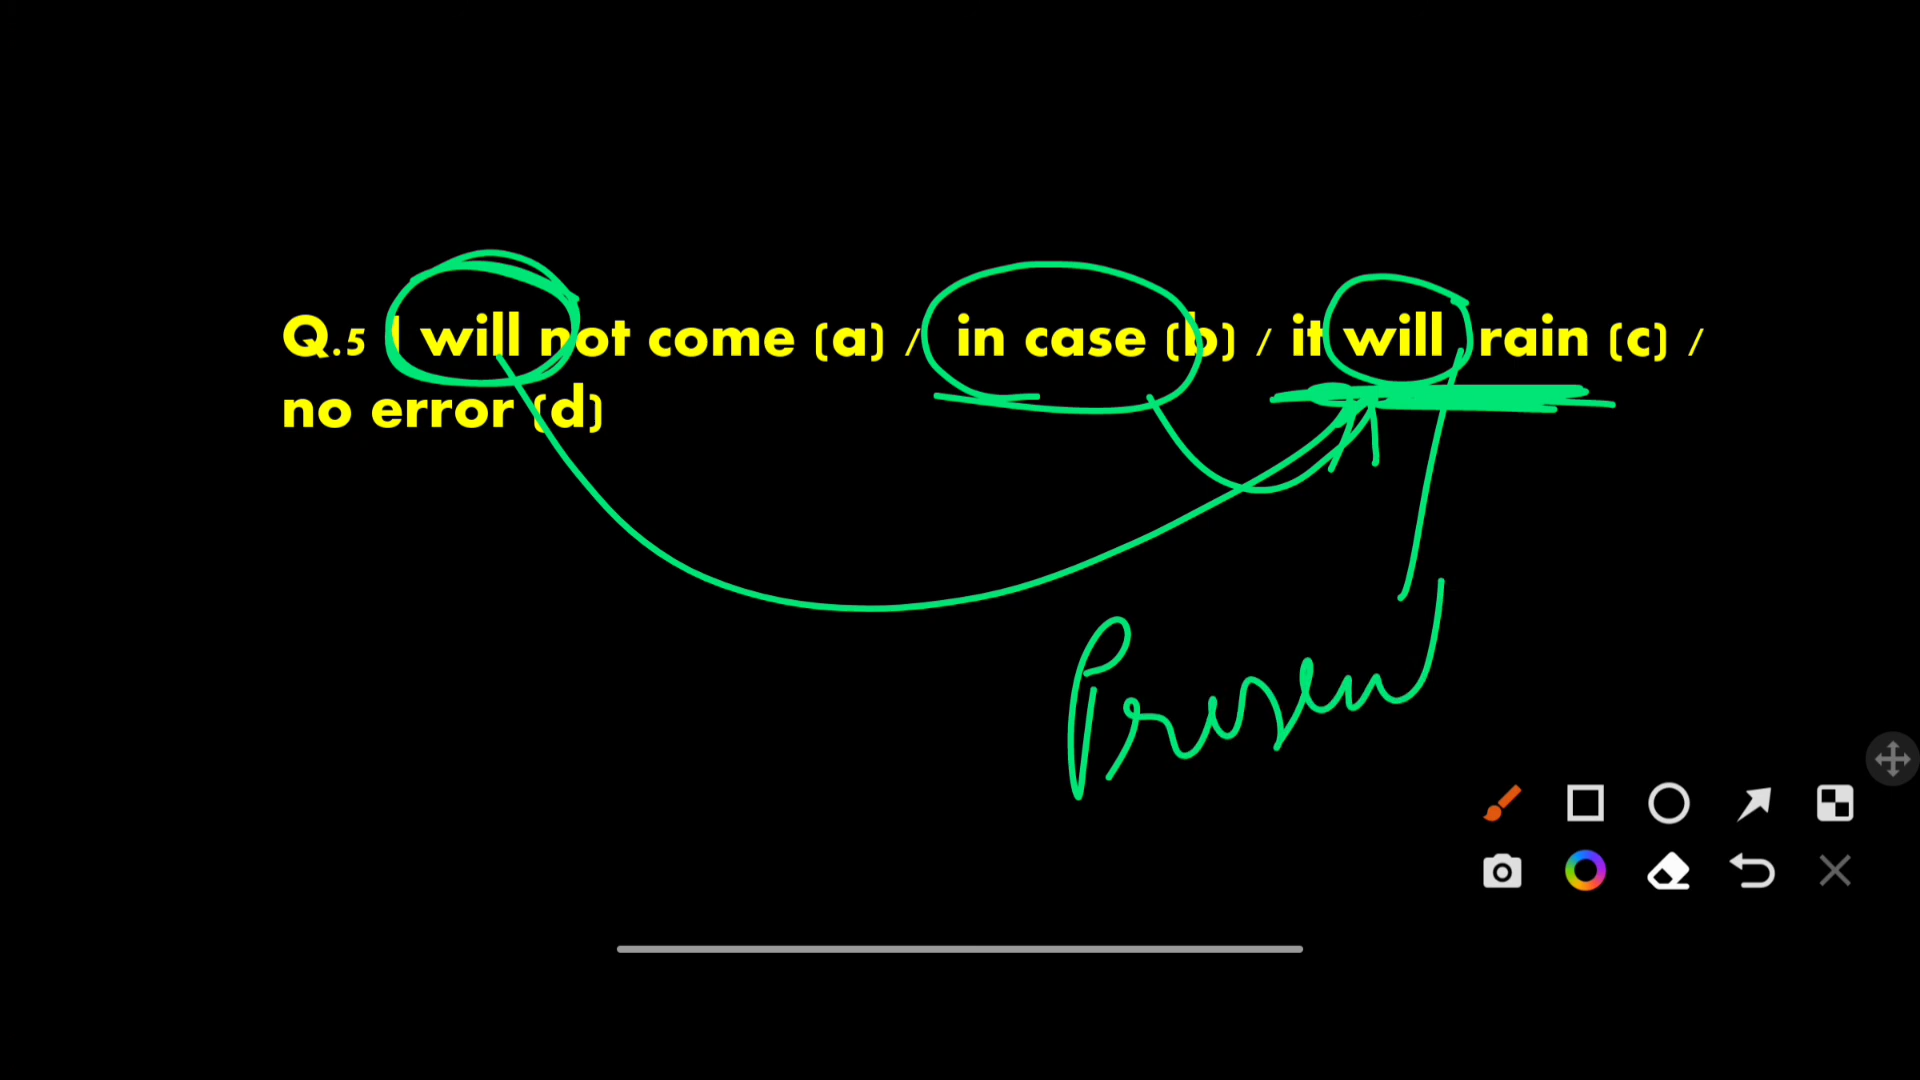 Q.5 I will not come (a) / in case (b) / it will rain (c) /
no error (d)
Present